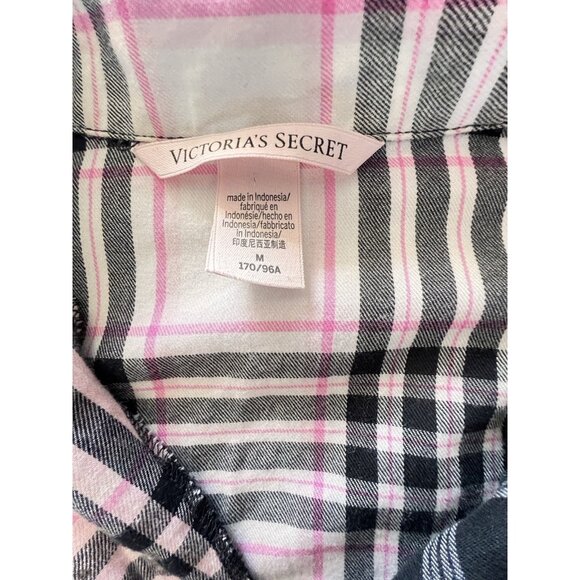 VICTORIA'S SECRET
made in Indonesia/
fabriqué en
Indonésie/hecho en
Indonesia/fabbricato
in Indonesia/
印度尼西亚制造
M
170/96A